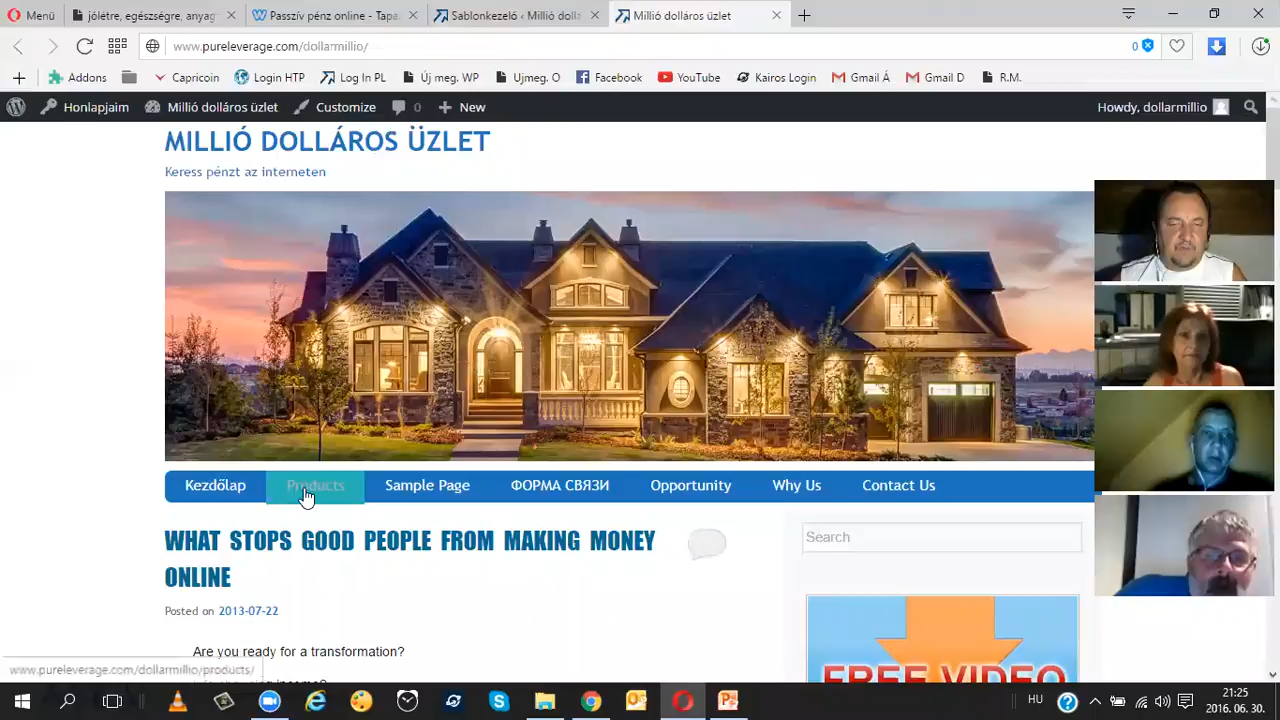 Menü
jólétre, egészségre, anyag
Passzív pénz online - Tapa
Sablonkezelő ‹ Millió doll
Millió dolláros üzlet
www.pureleverage.com/dollarmillio/
0
Addons
Capricoin
Login HTP
Log In PL
Új meg. WP
Ujmeg. O
Facebook
YouTube
Kairos Login
Gmail Á
Gmail D
R.M.
Honlapjaim
Millió dolláros üzlet
Customize
0
New
Howdy, dollarmillio
MILLIÓ DOLLÁROS ÜZLET
Keress pénzt az interneten
Kezdőlap
Products
Sample Page
ФОРМА СВЯЗИ
Opportunity
Why Us
Contact Us
WHAT STOPS GOOD PEOPLE FROM MAKING MONEY
ONLINE
Search
Posted on 2013-07-22
Are you ready for a transformation?
FREE VIDEO
www.pureleverage.com/dollarmillio/products/
HU
21:25
2016. 06. 30.